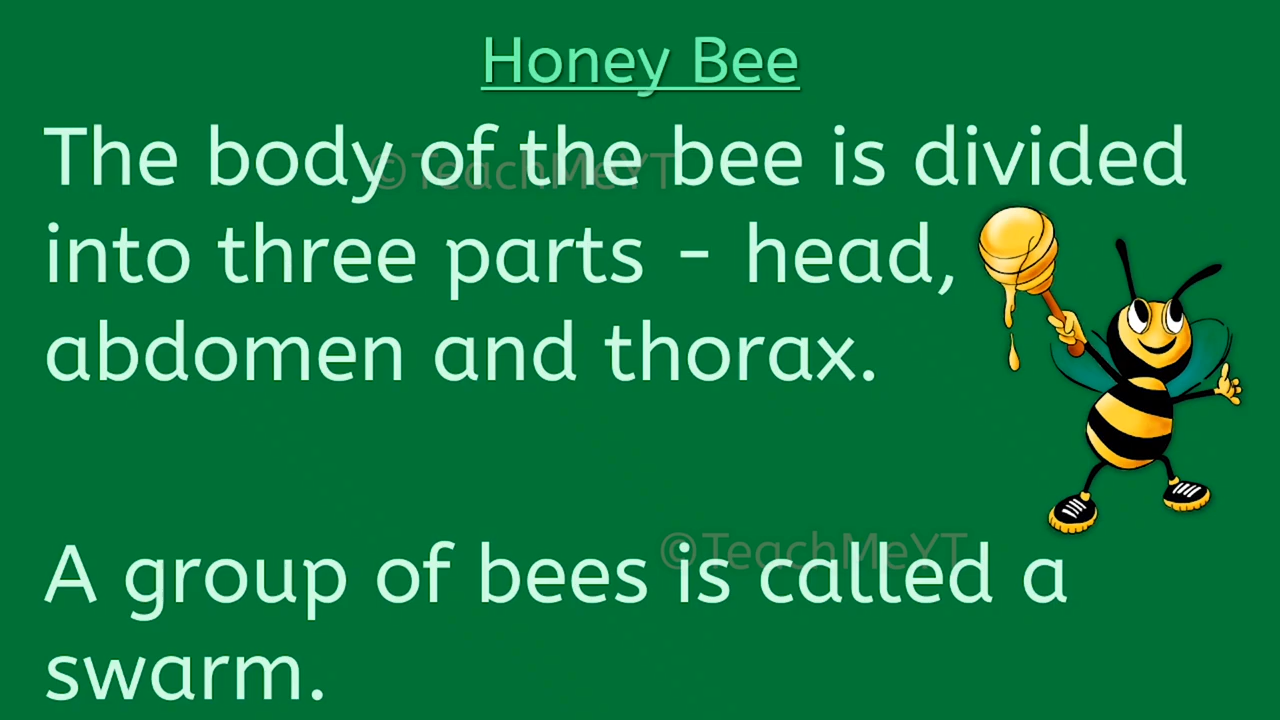 Honey Bee
The body of the bee is divided
©TeachMeYT
into three parts - head,
abdomen and thorax.
©TeachMeYT
A group of bees is called a
swarm.